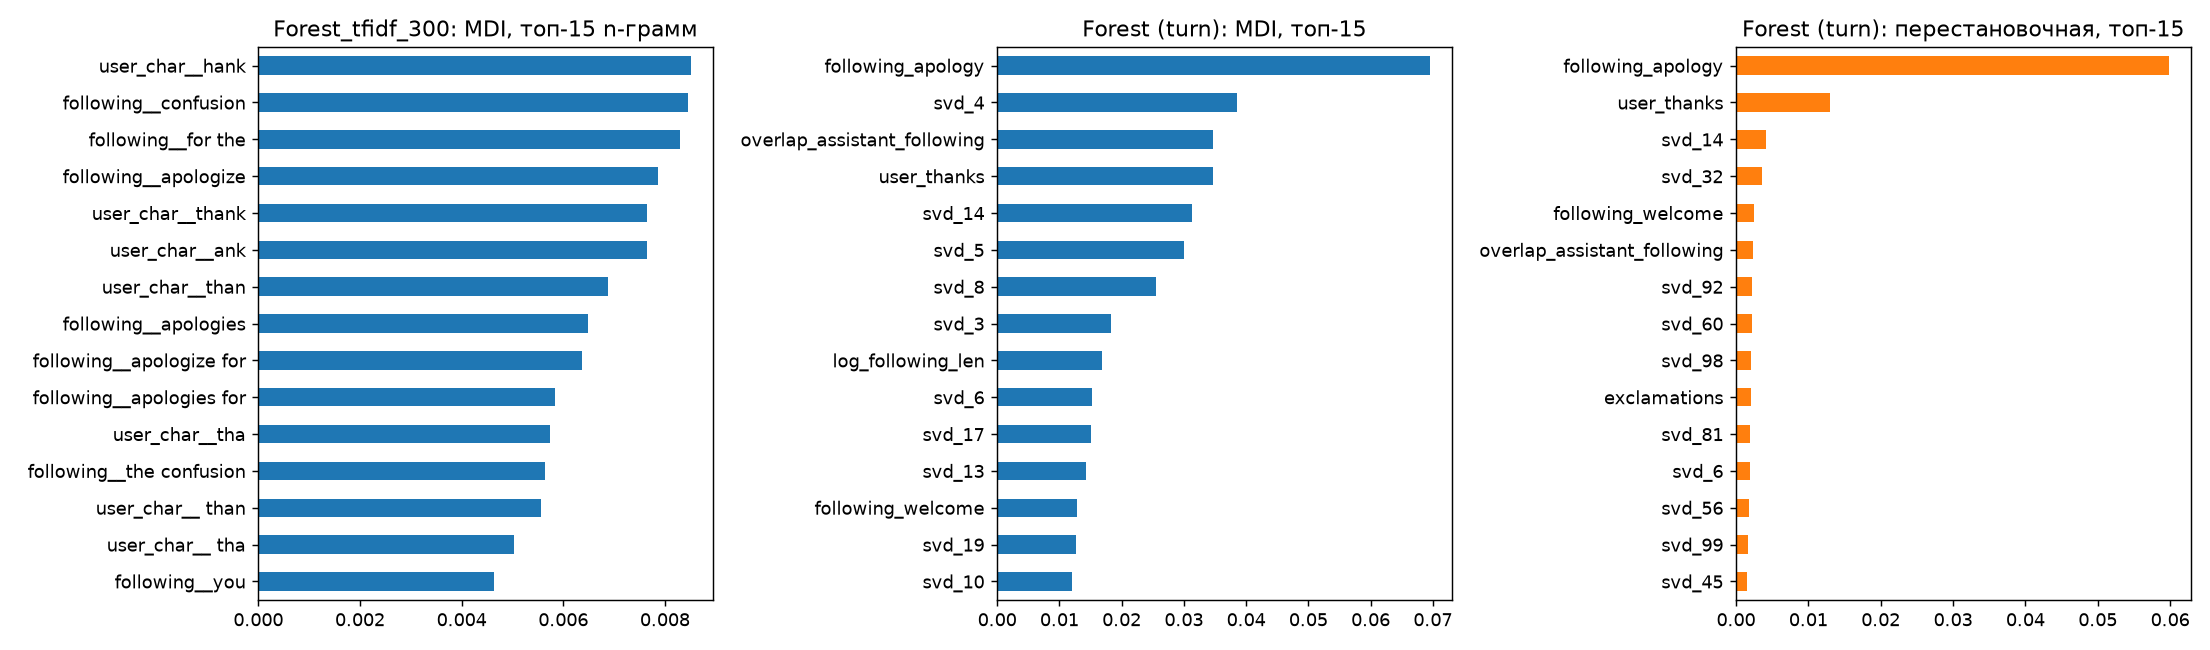 Forest_tfidf_300: MDI, топ-15 n-грамм
user_char__hank
following__confusion
following__for the
following__apologize
user_char__thank
user_char__ank
user_char__than
following__apologies
following__apologize for
following__apologies for
user_char__tha
following__the confusion
user_char__ than
user_char__ tha
following__you
0.000 0.002 0.004 0.006 0.008
Forest (turn): MDI, топ-15
following_apology
svd_4
overlap_assistant_following
user_thanks
svd_14
svd_5
svd_8
svd_3
log_following_len
svd_6
svd_17
svd_13
following_welcome
svd_19
svd_10
0.00 0.01 0.02 0.03 0.04 0.05 0.06 0.07
Forest (turn): перестановочная, топ-15
following_apology
user_thanks
svd_14
svd_32
following_welcome
overlap_assistant_following
svd_92
svd_60
svd_98
exclamations
svd_81
svd_6
svd_56
svd_99
svd_45
0.00 0.01 0.02 0.03 0.04 0.05 0.06